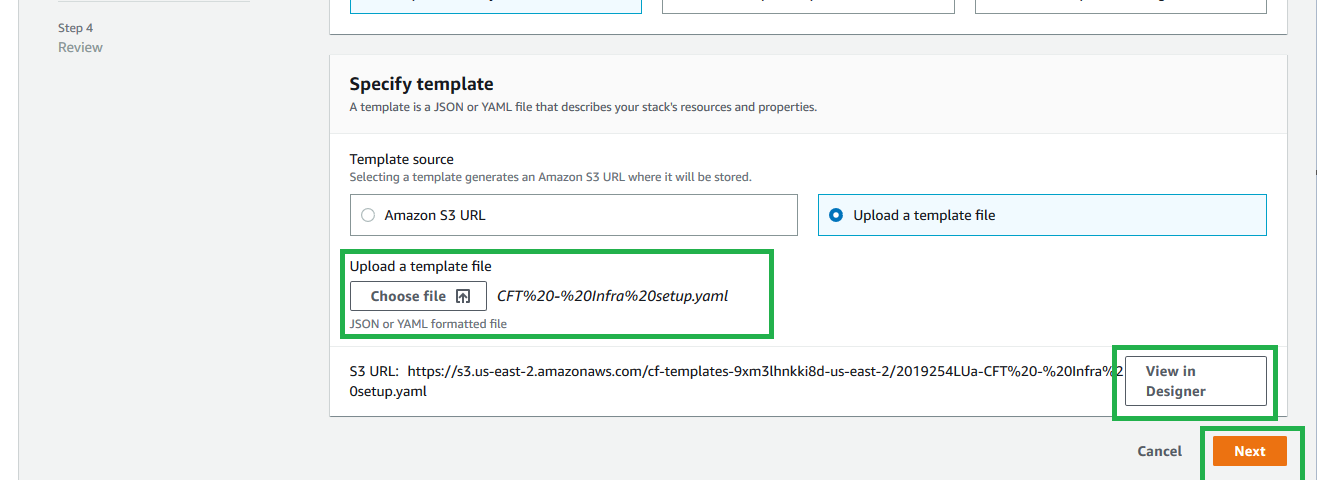 Step 4
Review
Specify template
A template is a JSON or YAML file that describes your stack's resources and properties.
Template source
Selecting a template generates an Amazon S3 URL where it will be stored.
Amazon S3 URL
Upload a template file
Upload a template file
Choose file CFT%20-%20Infra%20setup.yaml
JSON or YAML formatted file
S3 URL: https://s3.us-east-2.amazonaws.com/cf-templates-9xm3lhnkki8d-us-east-2/2019254LUa-CFT%20-%20Infra%2
0setup.yaml
View in
Designer
Cancel Next